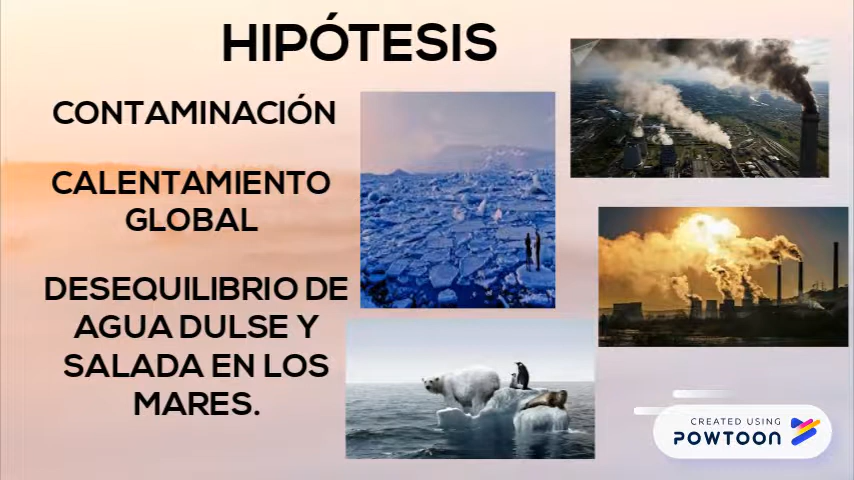 HIPÓTESIS
CONTAMINACIÓN
CALENTAMIENTO
GLOBAL
DESEQUILIBRIO DE
AGUA DULSE Y
SALADA EN LOS
MARES.
CREATED USING
POWTOON